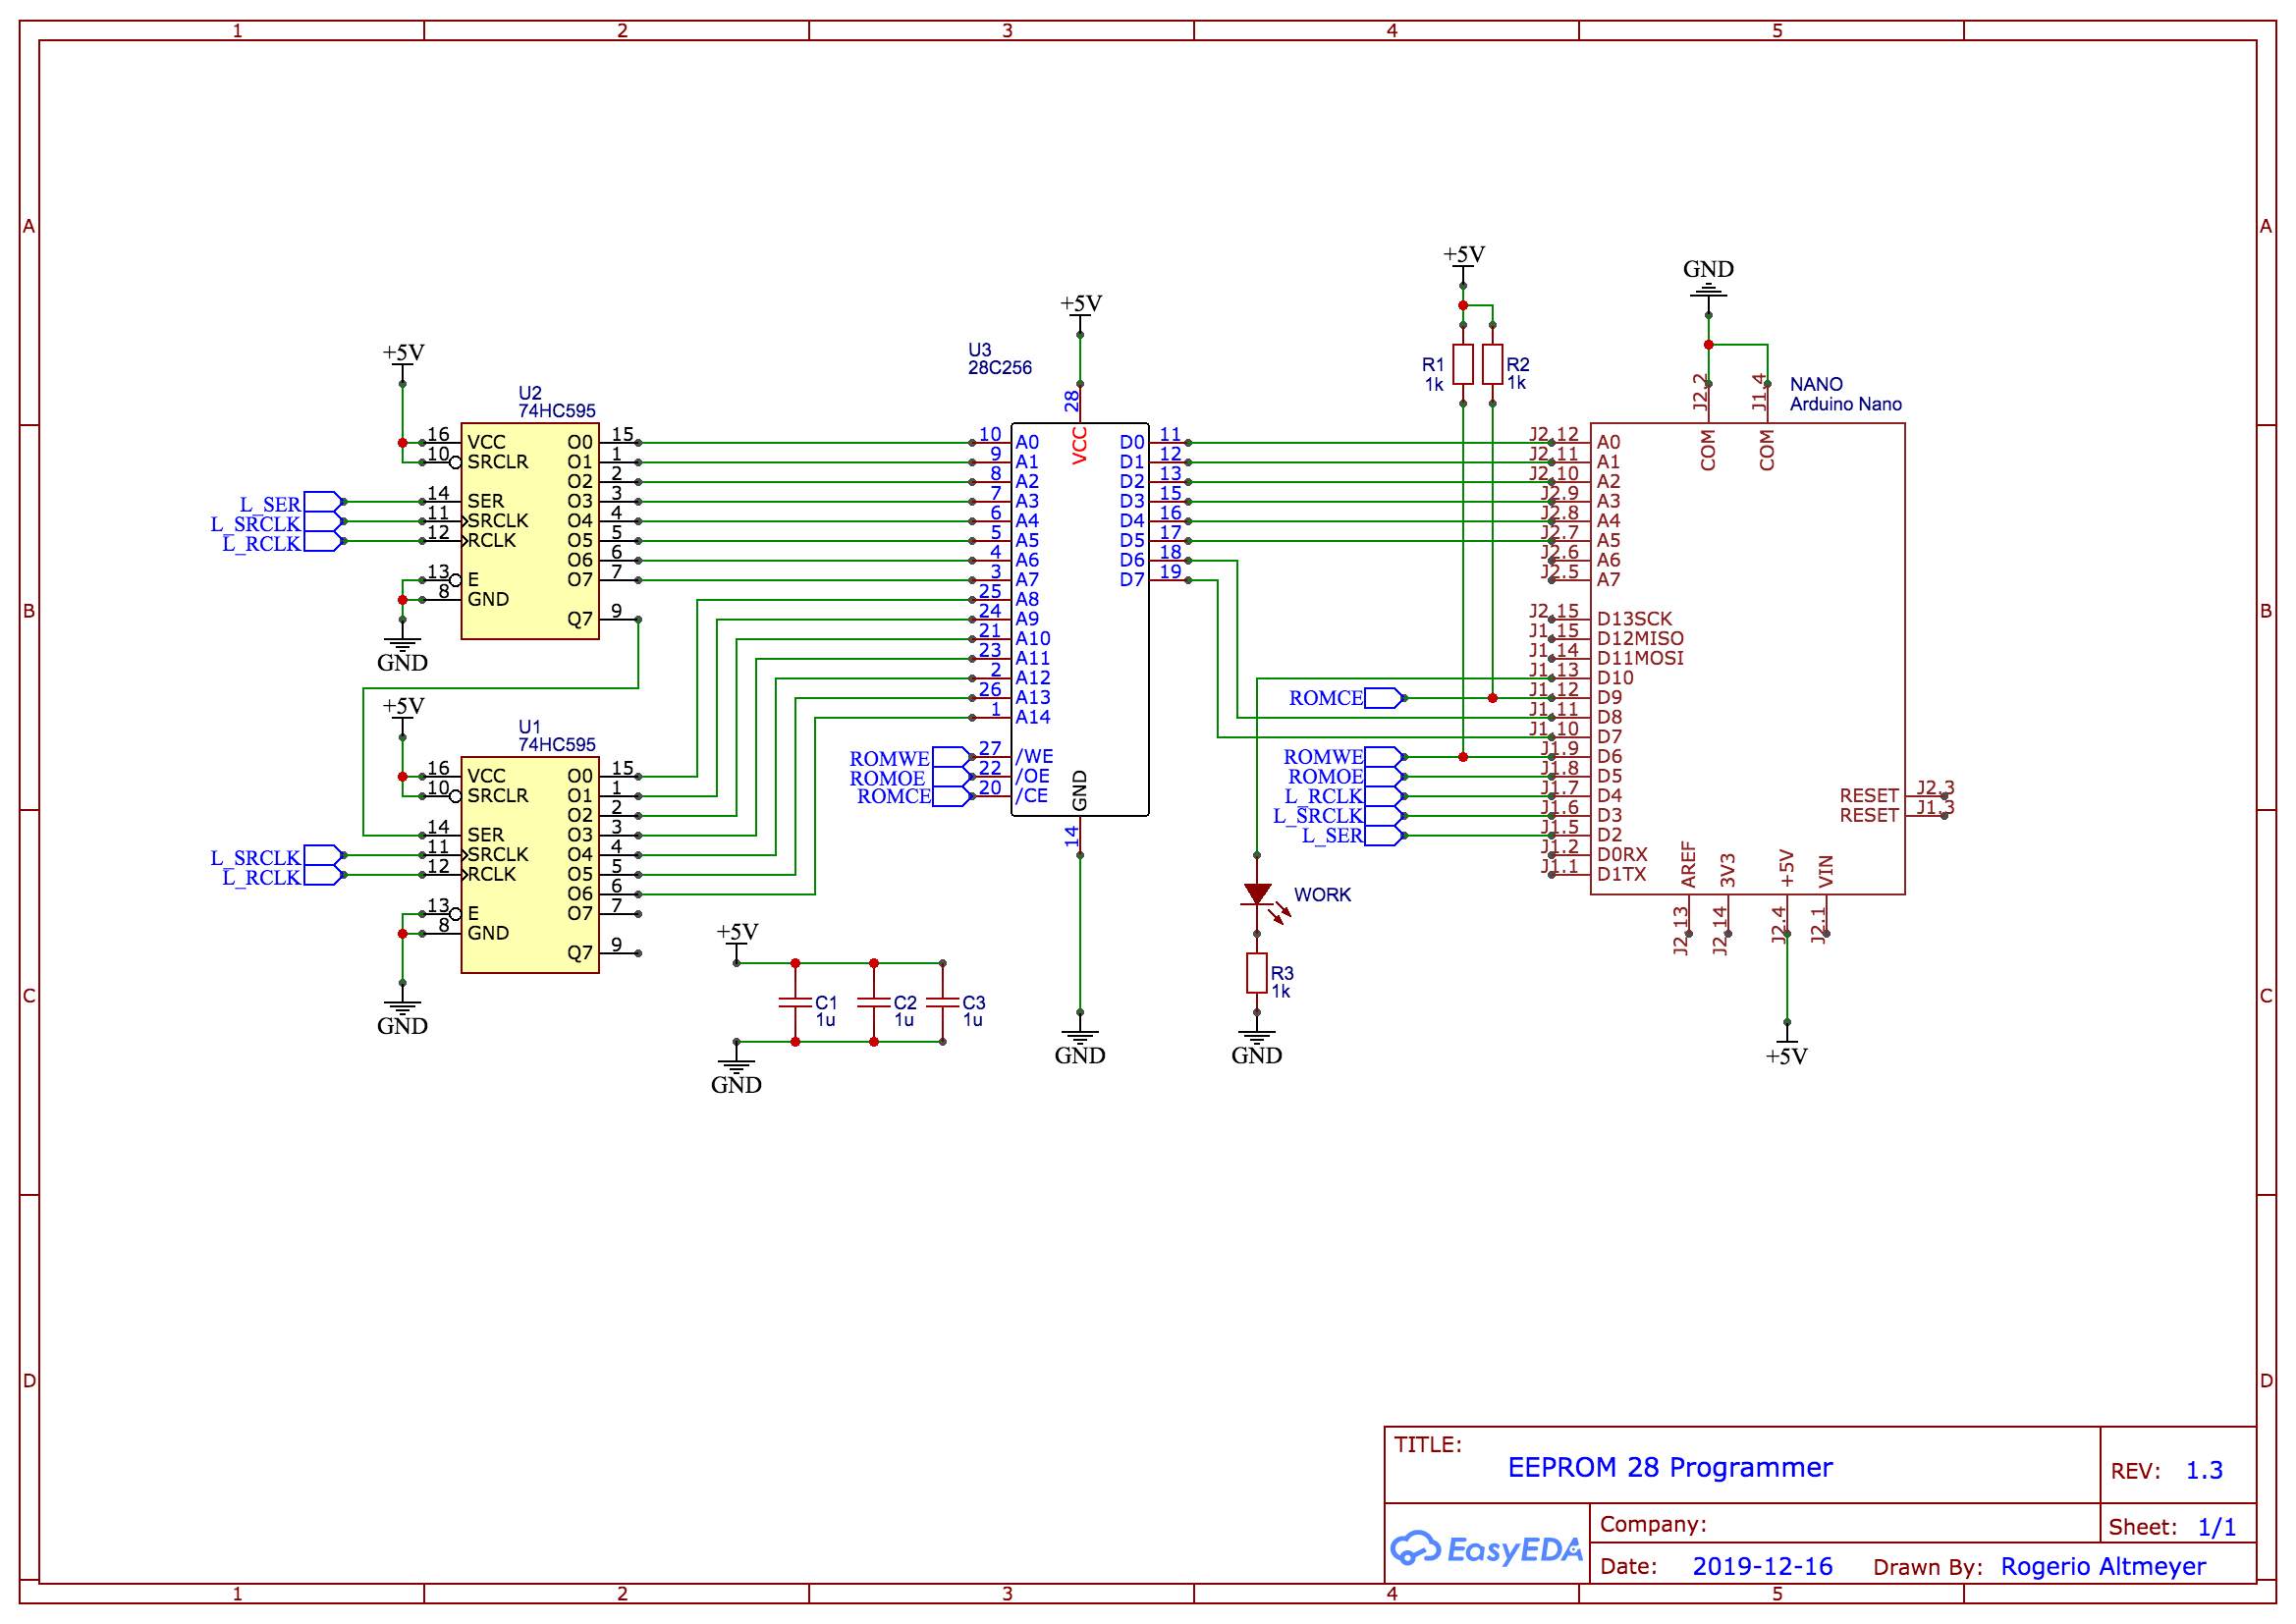 1 2 3 4 5
A A
B B
C C
D D
+5V
U2
74HC595
16 VCC O0 15
10 SRCLR O1 1
O2 2
L_SER 14 SER O3 3
L_SRCLK 11 SRCLK O4 4
L_RCLK 12 RCLK O5 5
O6 6
13 E O7 7
8 GND
Q7 9
GND
+5V
U1
74HC595
16 VCC O0 15
10 SRCLR O1 1
O2 2
14 SER O3 3
L_SRCLK 11 SRCLK O4 4
L_RCLK 12 RCLK O5 5
O6 6
13 E O7 7
8 GND
Q7 9
GND
+5V
C1 C2 C3
1u 1u 1u
GND
+5V
U3
28C256
28
VCC
10 A0 D0 11
9 A1 D1 12
8 A2 D2 13
7 A3 D3 15
6 A4 D4 16
5 A5 D5 17
4 A6 D6 18
3 A7 D7 19
25 A8
24 A9
21 A10
23 A11
2 A12
26 A13
1 A14
ROMWE 27 /WE
ROMOE 22 /OE
ROMCE 20 /CE
GND
14
GND
WORK
R3
1k
GND
+5V
R1 R2
1k 1k
GND
J2.2 J1.4
COM COM
NANO
Arduino Nano
J2.12 A0
J2.11 A1
J2.10 A2
J2.9 A3
J2.8 A4
J2.7 A5
J2.6 A6
J2.5 A7
J2.15 D13SCK
J1.15 D12MISO
J1.14 D11MOSI
J1.13 D10
ROMCE J1.12 D9
J1.11 D8
J1.10 D7
ROMWE J1.9 D6
ROMOE J1.8 D5
L_RCLK J1.7 D4
L_SRCLK J1.6 D3
L_SER J1.5 D2
J1.2 D0RX
J1.1 D1TX
RESET J2.3
RESET J1.3
AREF 3V3 +5V VIN
J2.13 J2.14 J2.4 J2.1
+5V
TITLE:
EEPROM 28 Programmer
REV: 1.3
EasyEDA
Company:
Sheet: 1/1
Date: 2019-12-16 Drawn By: Rogerio Altmeyer
1 2 3 4 5